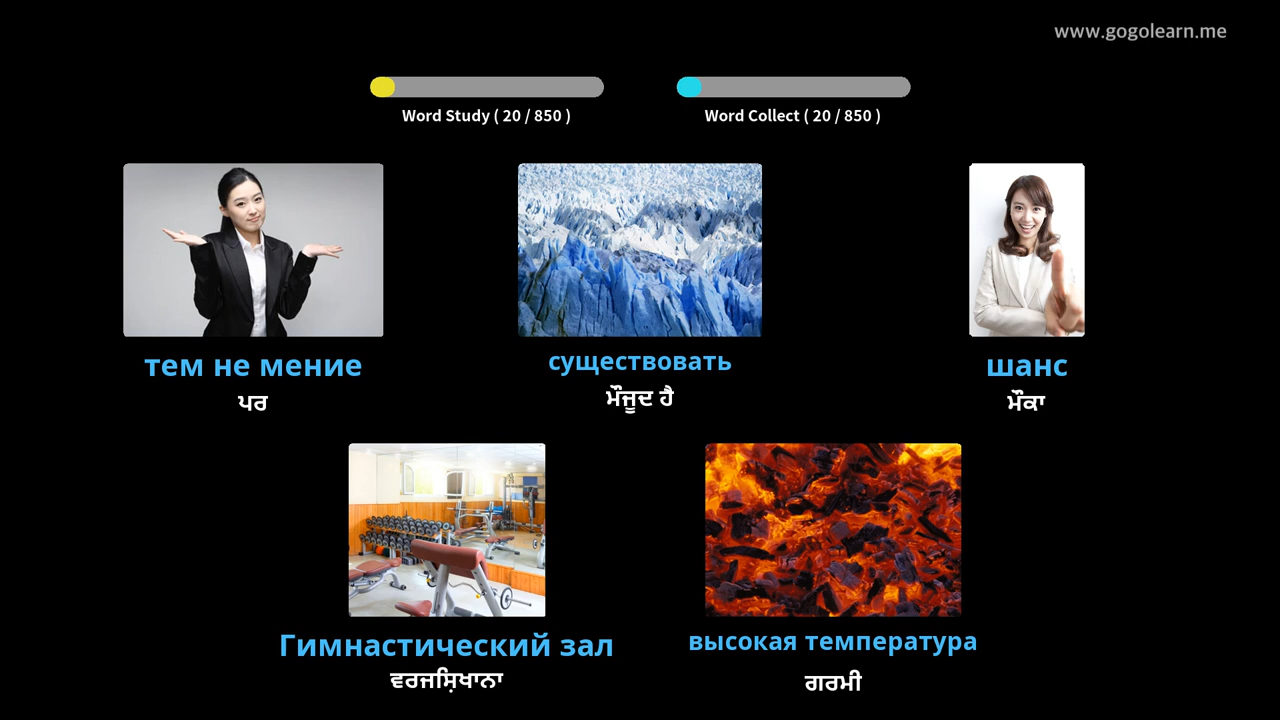 www.gogolearn.me
Word Study ( 20 / 850 )
Word Collect ( 20 / 850 )
тем не мение
ਪਰ
существовать
ਮੌਜੂਦ ਹੈ
шанс
ਮੌਕਾ
Гимнастический зал
ਵਰਜਸ਼ਿਖਾਨਾ
высокая температура
ਗਰਮੀ